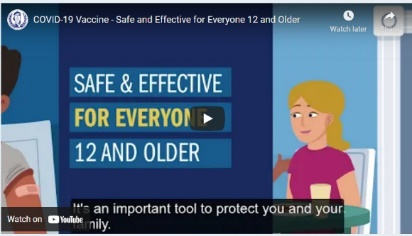 COVID-19 Vaccine - Safe and Effective for Everyone 12 and Older
Watch later
SAFE & EFFECTIVE
FOR EVERYONE
12 AND OLDER
It's an important tool to protect you and your
family.
Watch on YouTube